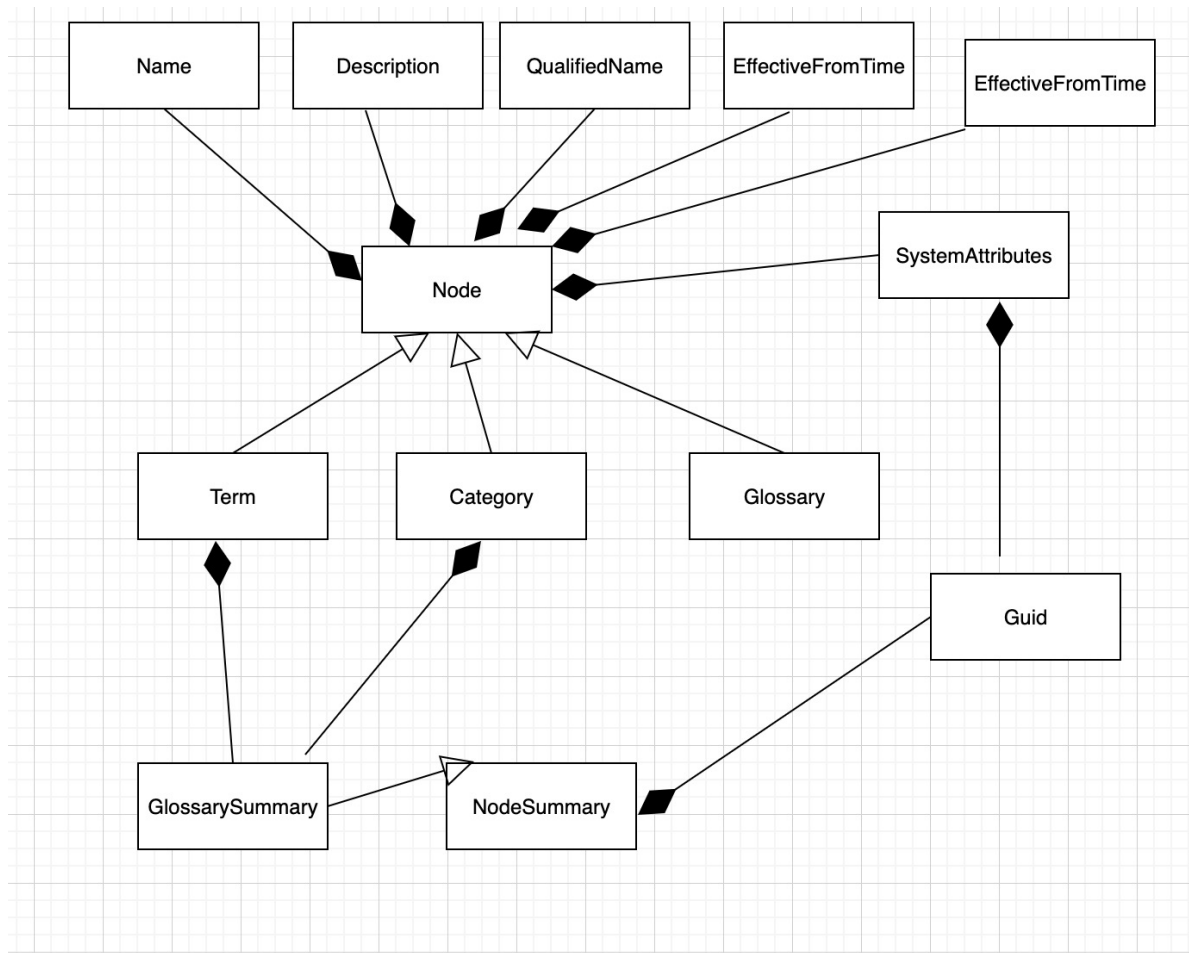 Name
Description
QualifiedName
EffectiveFromTime
EffectiveFromTime
SystemAttributes
Node
Term
Category
Glossary
Guid
GlossarySummary
NodeSummary